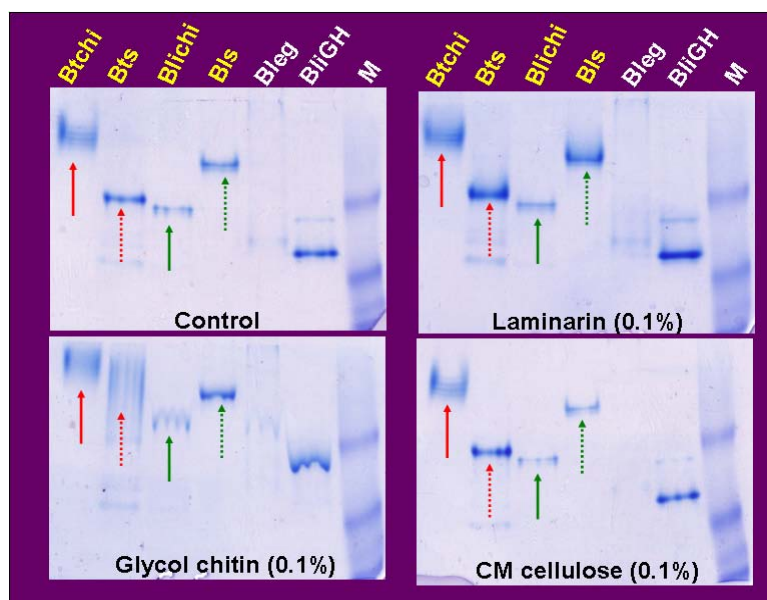 Btchi Bts Blichi Bls Bleg BliGH M
Btchi Bts Blichi Bls Bleg BliGH M
Control
Laminarin (0.1%)
Glycol chitin (0.1%)
CM cellulose (0.1%)